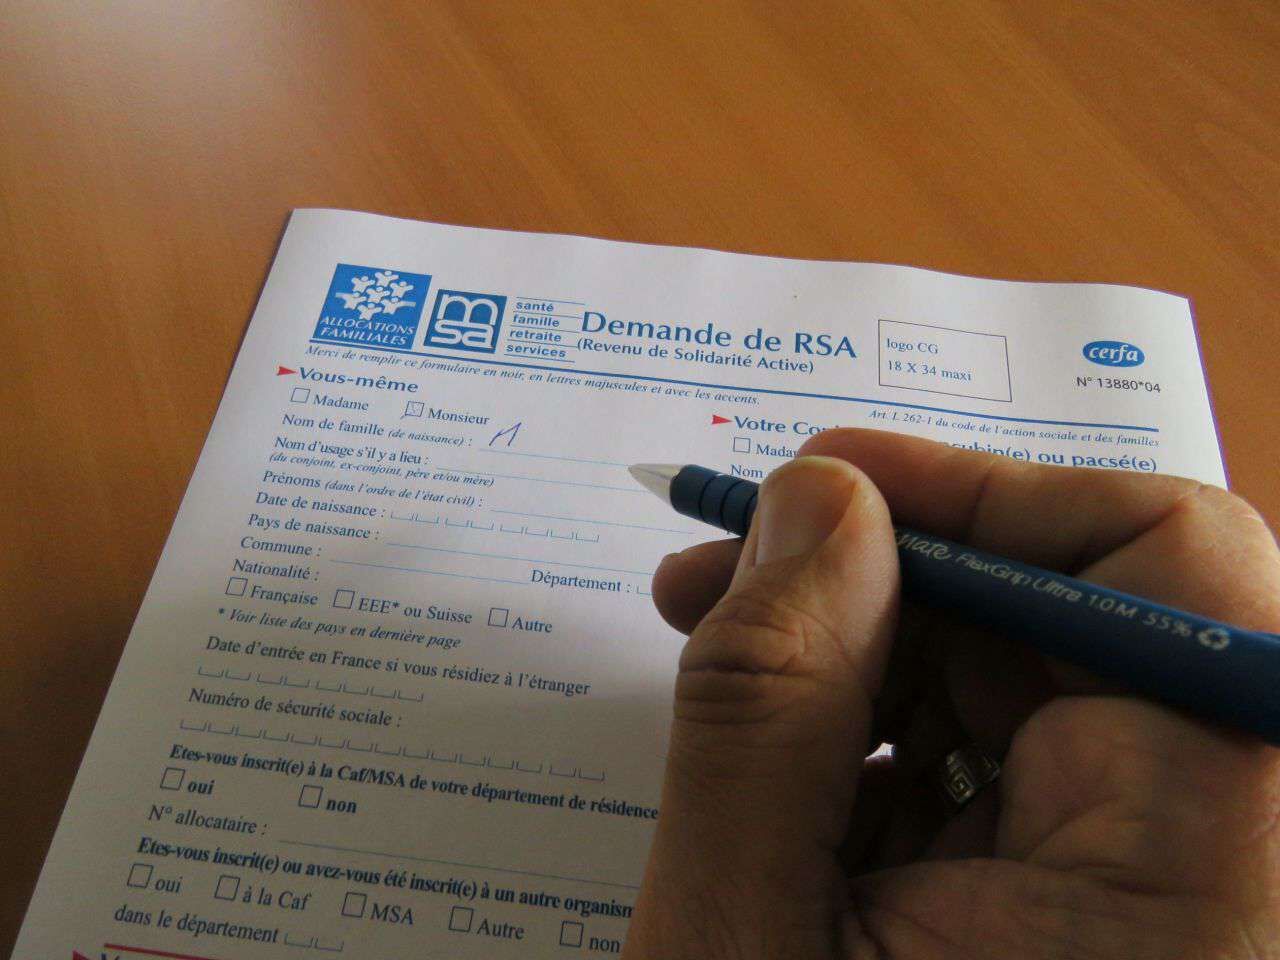 ALLOCATIONS
FAMILIALES
msa
santé
famille
retraite
services
Demande de RSA
(Revenu de Solidarité Active)
logo CG
18 X 34 maxi
cerfa
N° 13880*04
Merci de remplir ce formulaire en noir, en lettres majuscules et avec les accents.
Art. L 262-1 du code de l'action sociale et des familles
Vous-même
Madame Monsieur
Nom de famille (de naissance) :
Nom d'usage s'il y a lieu :
(du conjoint, ex-conjoint, père et/ou mère)
Prénoms (dans l'ordre de l'état civil) :
Date de naissance :
Pays de naissance :
Commune : Département :
Nationalité :
Française EEE* ou Suisse Autre
* Voir liste des pays en dernière page
Date d'entrée en France si vous résidiez à l'étranger
Numéro de sécurité sociale :
Etes-vous inscrit(e) à la Caf/MSA de votre département de résidence
oui non
N° allocataire :
Etes-vous inscrit(e) ou avez-vous été inscrit(e) à un autre
oui à la Caf MSA Autre non
dans le département
Votre
ou pacsé(e)
Nom
FlexGrip Ultra 1.0 M 55%